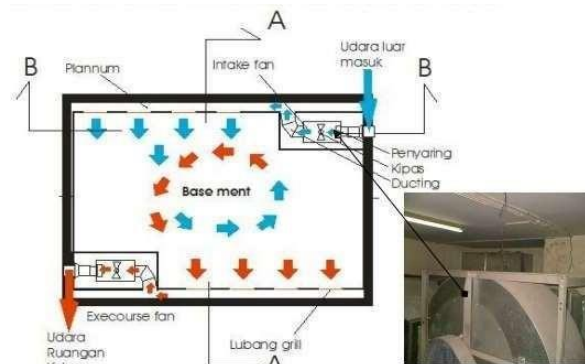 A
Udara luar
masuk
Intake fan
Plannum
B
B
Penyaring
Kipas
Ducting
Base ment
Execourse fan
Lubang grill
Udara
Ruangan
A